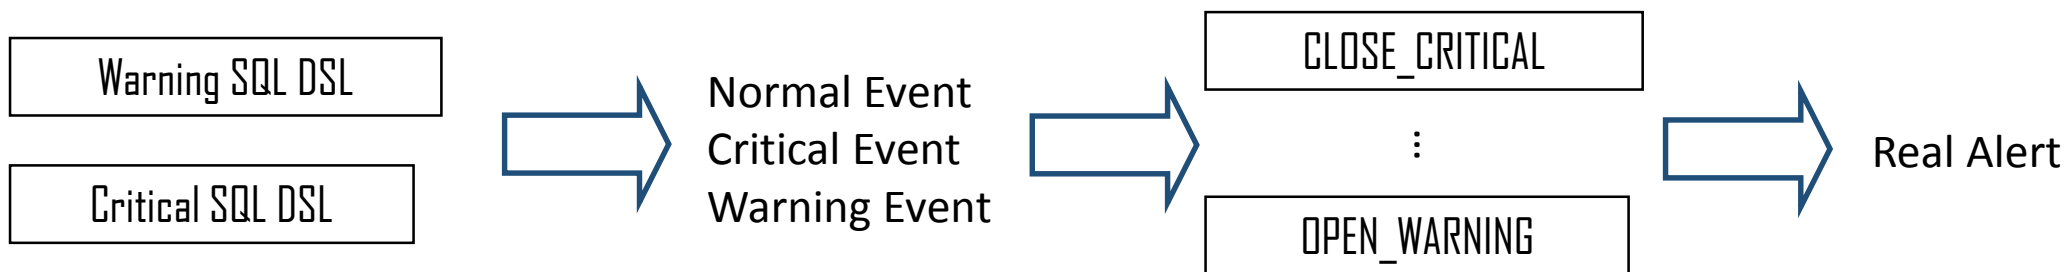 Warning SQL DSL
Critical SQL DSL
Normal Event
Critical Event
Warning Event
CLOSE_CRITICAL
...
OPEN_WARNING
Real Alert